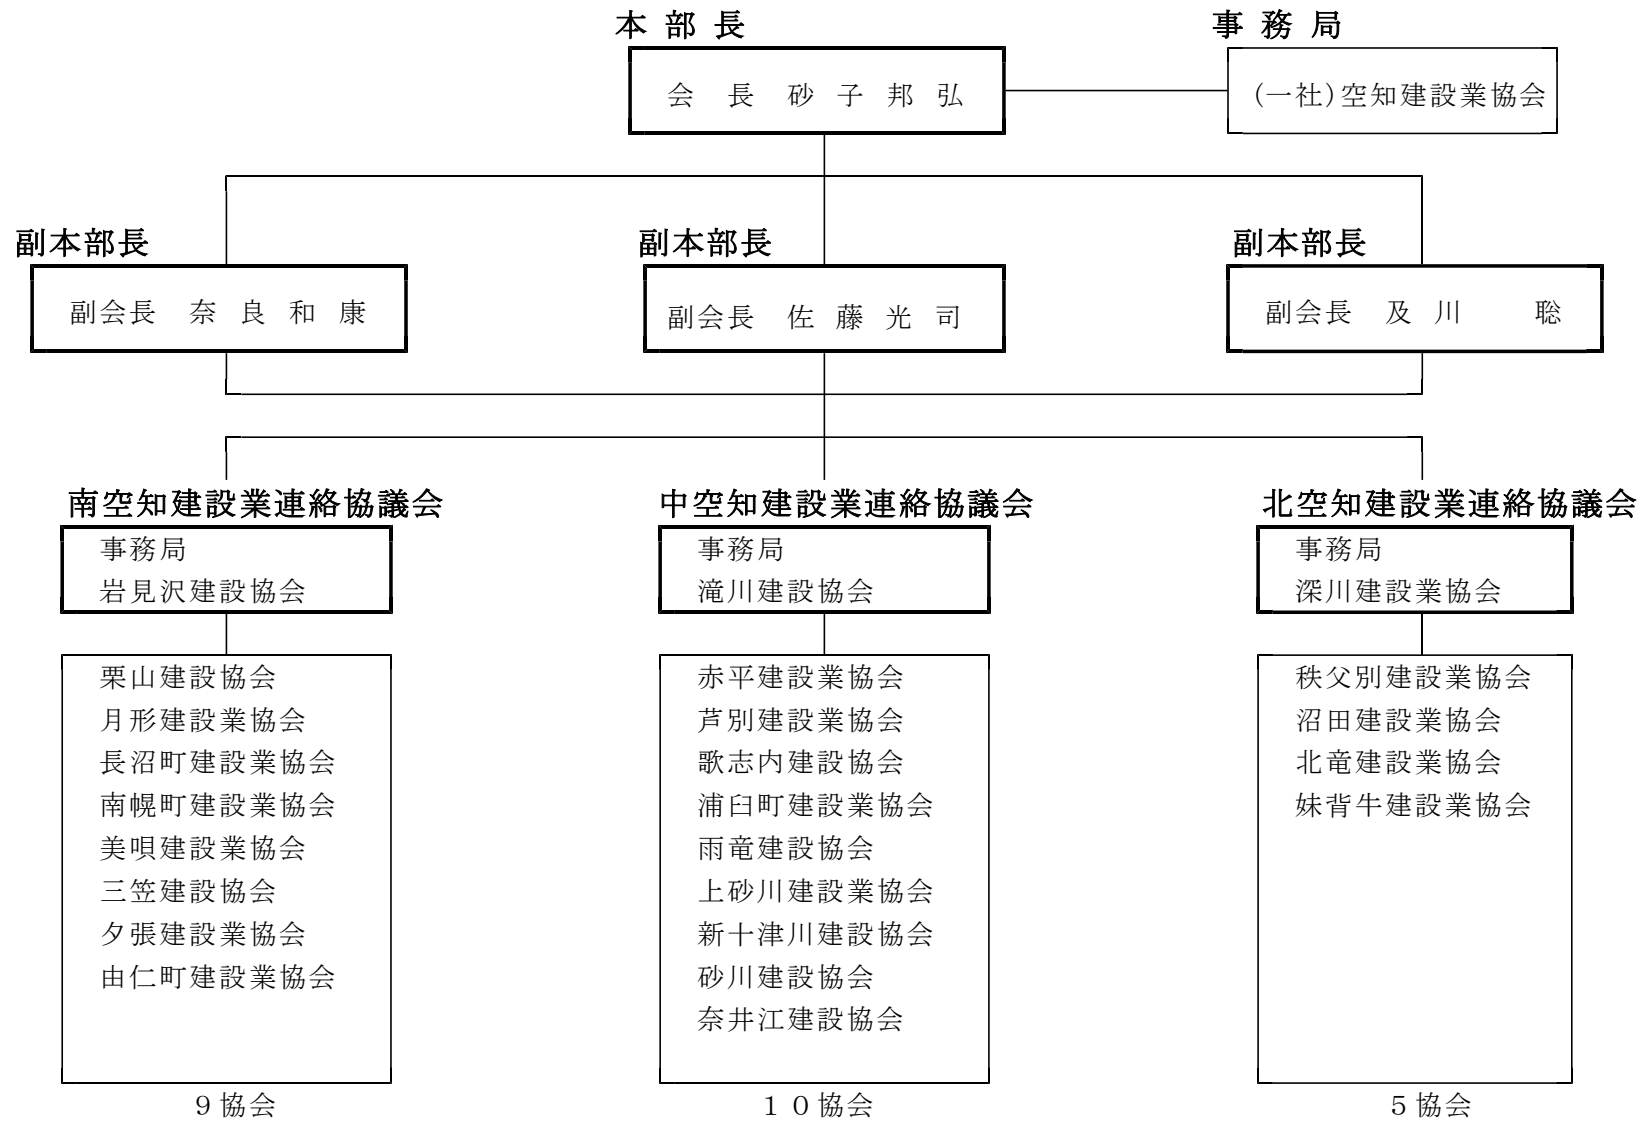 本 部 長
事 務 局
会 長 砂 子 邦 弘
(一社)空知建設業協会
副本部長
副本部長
副本部長
副会長 奈 良 和 康
副会長 佐 藤 光 司
副会長 及 川 聡
南空知建設業連絡協議会
事務局
岩見沢建設協会
栗山建設協会
月形建設業協会
長沼町建設業協会
南幌町建設業協会
美唄建設業協会
三笠建設協会
夕張建設業協会
由仁町建設業協会
9協会
中空知建設業連絡協議会
事務局
滝川建設協会
赤平建設業協会
芦別建設業協会
歌志内建設協会
浦臼町建設業協会
雨竜建設協会
上砂川建設業協会
新十津川建設協会
砂川建設協会
奈井江建設協会
10協会
北空知建設業連絡協議会
事務局
深川建設業協会
秩父別建設業協会
沼田建設業協会
北竜建設業協会
妹背牛建設業協会
5協会